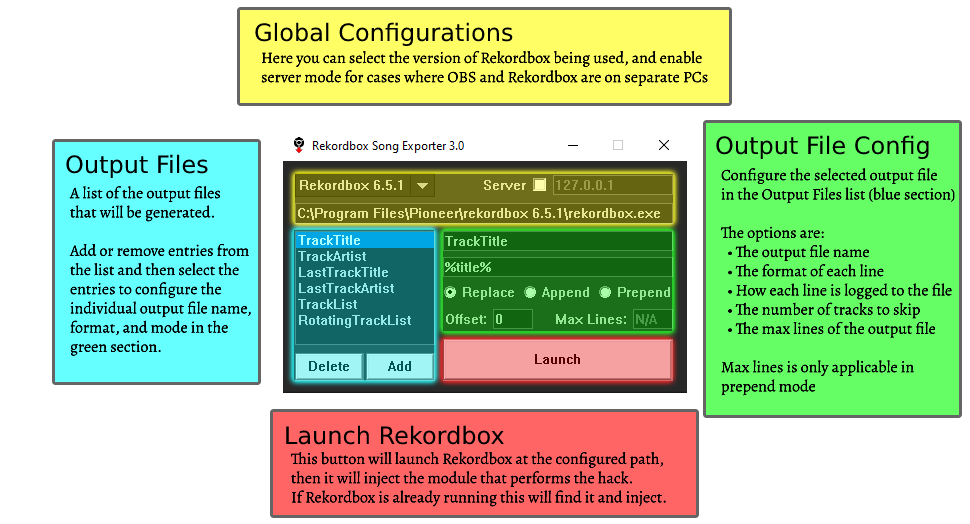 Global Configurations
Here you can select the version of Rekordbox being used, and enable
server mode for cases where OBS and Rekordbox are on separate PCs
Output Files
A list of the output files
that will be generated.
Add or remove entries from
the list and then select the
entries to configure the
individual output file name,
format, and mode in the
green section.
Rekordbox Song Exporter 3.0
Rekordbox 6.5.1
Server
127.0.0.1
C:\Program Files\Pioneer\rekordbox 6.5.1\rekordbox.exe
TrackTitle
TrackArtist
LastTrackTitle
LastTrackArtist
TrackList
RotatingTrackList
Delete
Add
TrackTitle
%title%
Replace
Append
Prepend
Offset: 0
Max Lines: N/A
Launch
Output File Config
Configure the selected output file
in the Output Files list (blue section)
The options are:
• The output file name
• The format of each line
• How each line is logged to the file
• The number of tracks to skip
• The max lines of the output file
Max lines is only applicable in
prepend mode
Launch Rekordbox
This button will launch Rekordbox at the configured path,
then it will inject the module that performs the hack.
If Rekordbox is already running this will find it and inject.